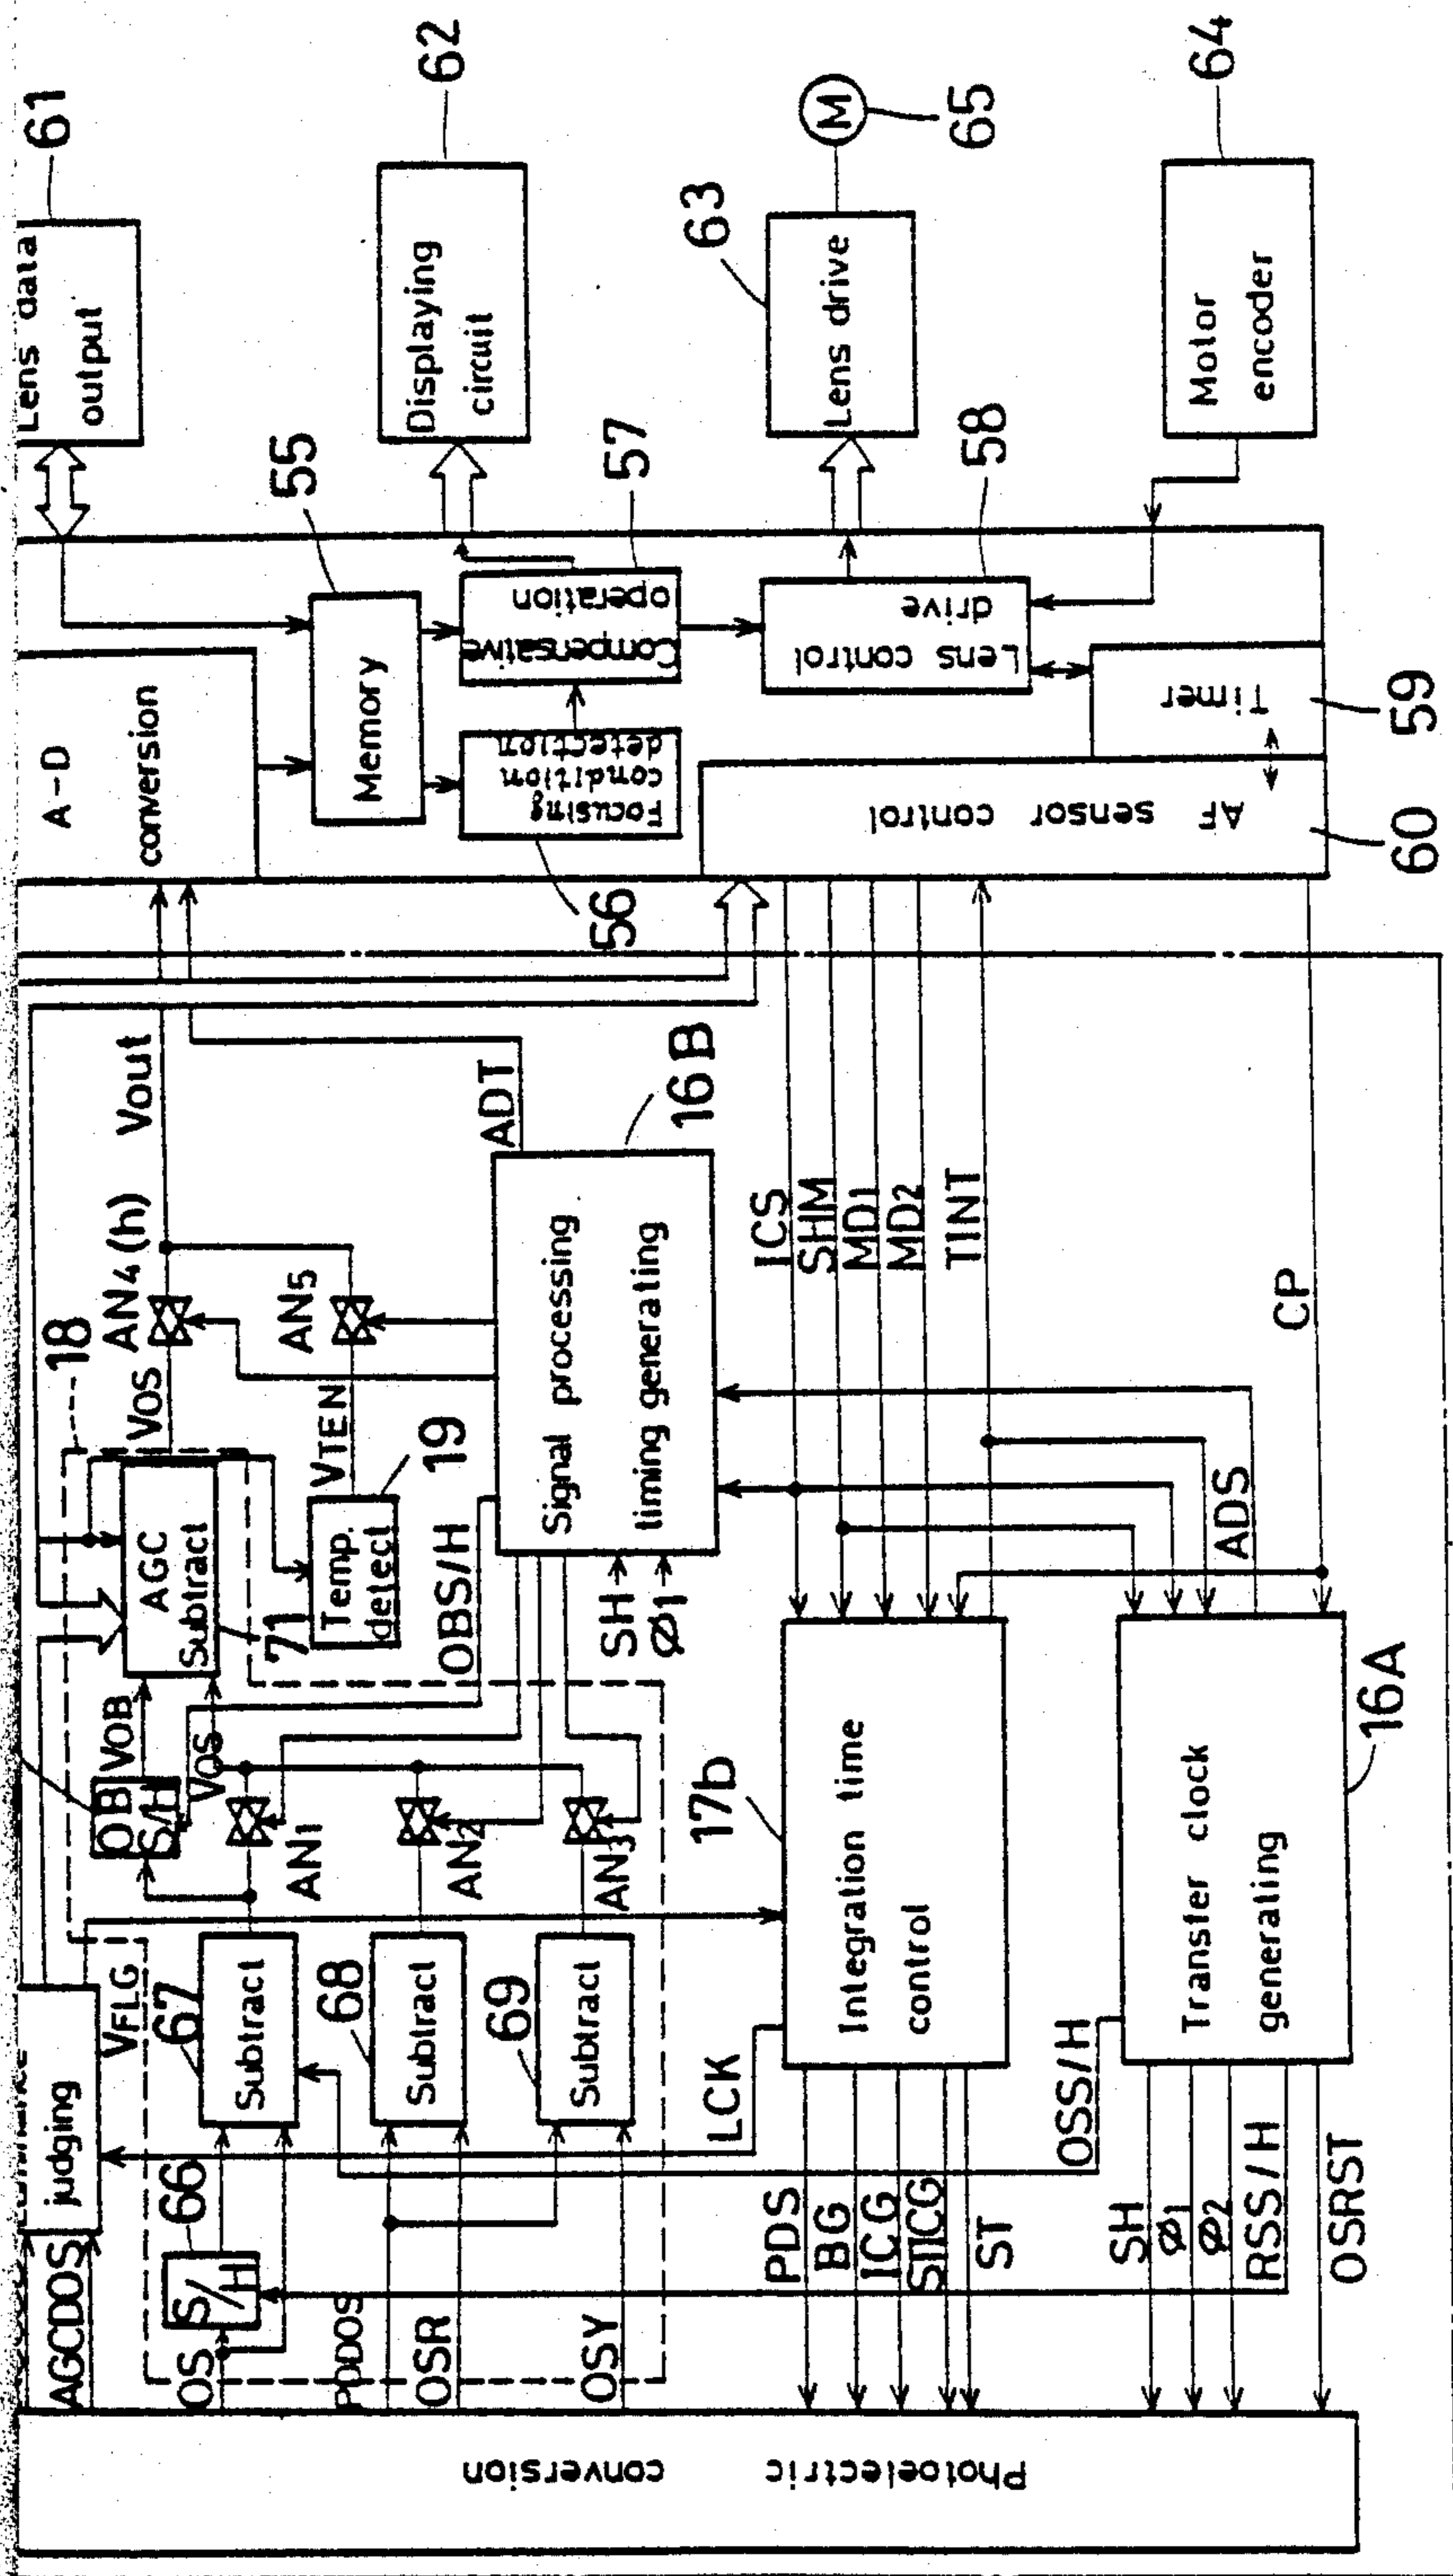 61
Lens data
output
62
Displaying
circuit
63
Lens drive
M
65
64
Motor
encoder
A-D
conversion
55
Memory
57
Compensative
operation
56
Focusing
condition
detection
58
Lens control
drive
59
Timer
60
AF sensor control
Vout
ADT
16B
Signal processing
timing generating
AN4(h)
AN5
18
VOS
VTEN
AGC
Subtract
71
19
Temp.
detect
OBS/H
SH
Ø1
OB
S/H
VOB
VOS
AN1
AN2
AN3
ICS
SHM
MD1
MD2
TINT
CP
ADS
17b
Integration time
control
16A
Transfer clock
generating
judging
VFLG
67
Subtract
68
Subtract
69
Subtract
66
S/H
LCK
OSS/H
AGCDOS
OS
PDDOS
OSR
OSY
PDS
BG
ICG
ST
SH
Ø1
Ø2
RSS/H
OSRST
Photoelectric
conversion